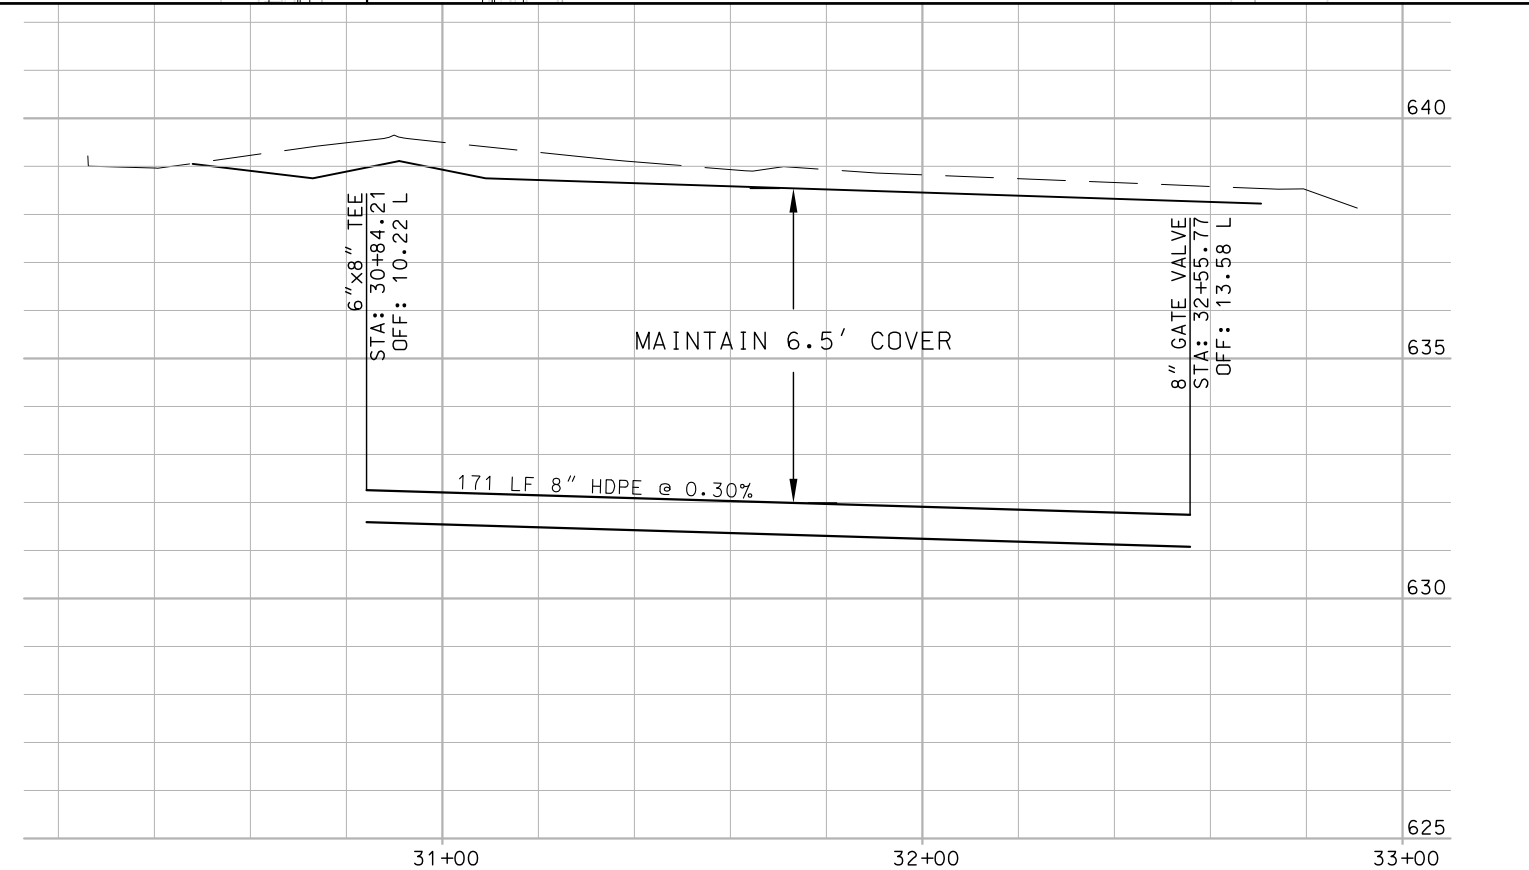 640
6"x8" TEE
STA: 30+84.21
OFF: 10.22 L
8" GATE VALVE
STA: 32+55.77
OFF: 13.58 L
MAINTAIN 6.5' COVER
635
171 LF 8" HDPE @ 0.30%
630
625
31+00
32+00
33+00